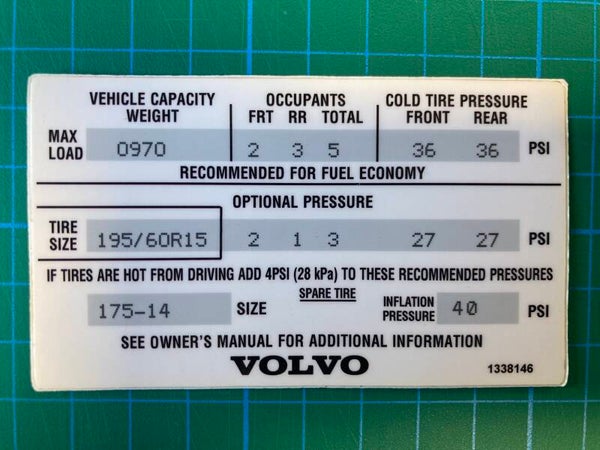 VEHICLE CAPACITY WEIGHT OCCUPANTS COLD TIRE PRESSURE
FRT RR TOTAL FRONT REAR
MAX LOAD 0970 2 3 5 36 36 PSI
RECOMMENDED FOR FUEL ECONOMY
OPTIONAL PRESSURE
TIRE SIZE 195/60R15 2 1 3 27 27 PSI
IF TIRES ARE HOT FROM DRIVING ADD 4PSI (28 kPa) TO THESE RECOMMENDED PRESSURES
SPARE TIRE
175-14 SIZE INFLATION PRESSURE 40 PSI
SEE OWNER'S MANUAL FOR ADDITIONAL INFORMATION
VOLVO
1338146